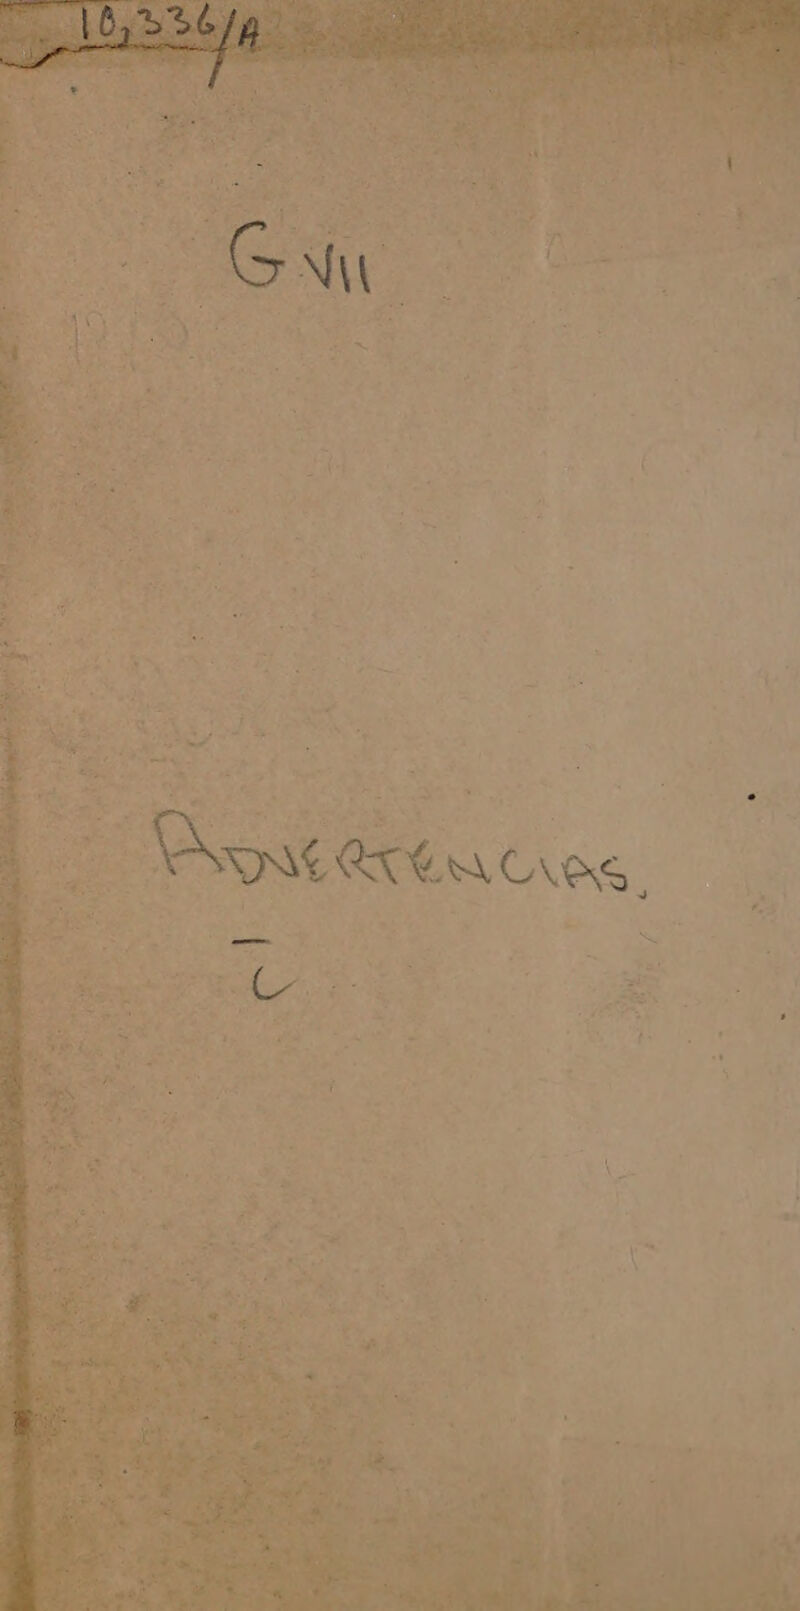 10,336/A
G VII
ADVERTENCIAS,
C